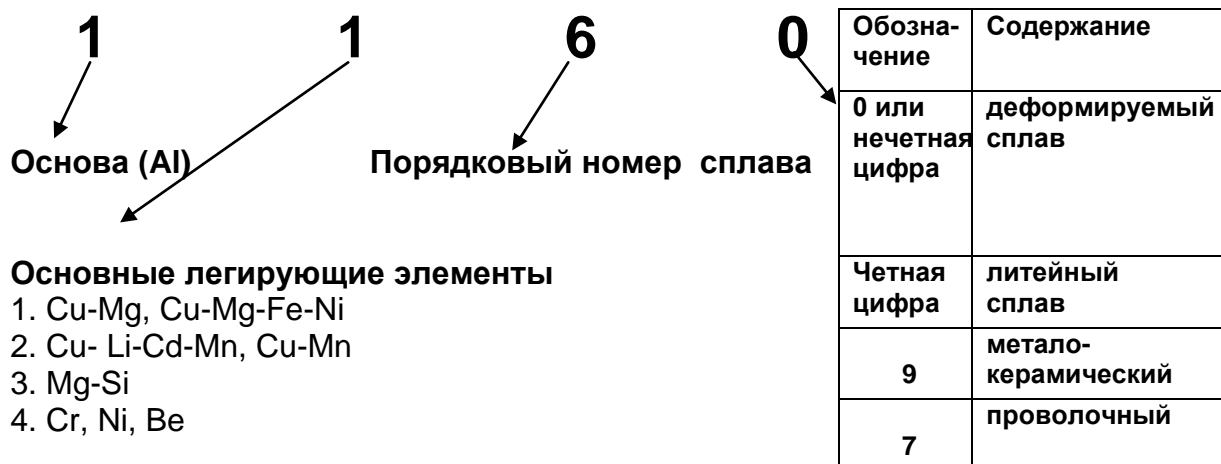 1 1 6 0
Основа (Al)
Порядковый номер сплава
Основные легирующие элементы
1. Cu-Mg, Cu-Mg-Fe-Ni
2. Cu- Li-Cd-Mn, Cu-Mn
3. Mg-Si
4. Cr, Ni, Be
Обозна-
чение
Содержание
0 или
нечетная
цифра
деформируемый
сплав
Четная
цифра
литейный
сплав
9
метало-
керамический
7
проволочный